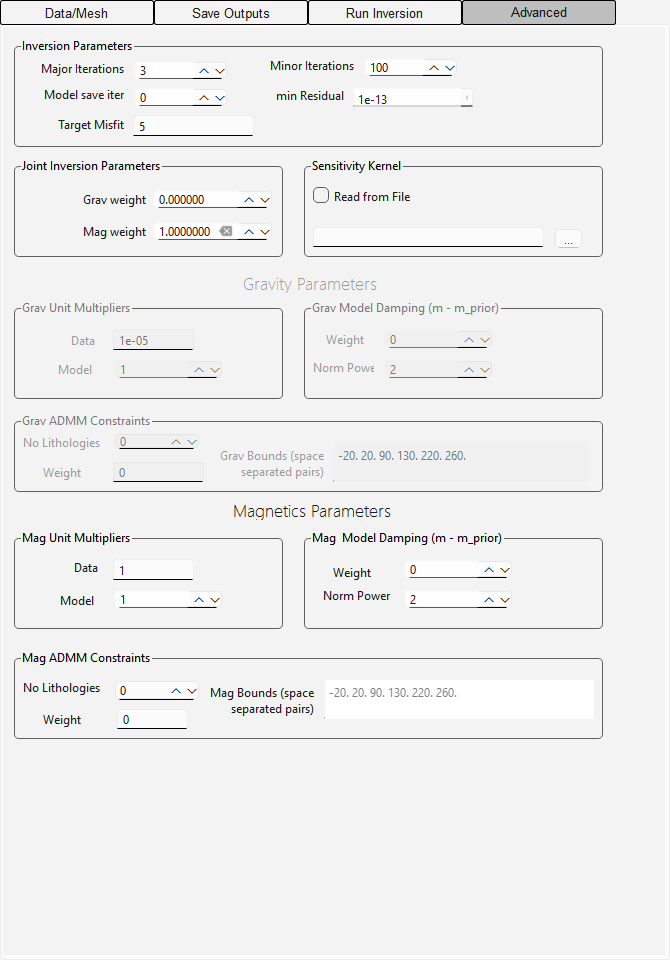 Data/Mesh
Save Outputs
Run Inversion
Advanced
Inversion Parameters
Major Iterations 3
Minor Iterations 100
Model save iter 0
min Residual 1e-13
Target Misfit 5
Joint Inversion Parameters
Grav weight 0.000000
Mag weight 1.0000000
Sensitivity Kernel
Read from File
...
Gravity Parameters
Grav Unit Multipliers
Data 1e-05
Model 1
Grav Model Damping (m - m_prior)
Weight 0
Norm Powe 2
Grav ADMM Constraints
No Lithologies 0
Weight 0
Grav Bounds (space
separated pairs)
-20. 20. 90. 130. 220. 260.
Magnetics Parameters
Mag Unit Multipliers
Data 1
Model 1
Mag Model Damping (m - m_prior)
Weight 0
Norm Power 2
Mag ADMM Constraints
No Lithologies 0
Weight 0
Mag Bounds (space
separated pairs)
-20. 20. 90. 130. 220. 260.